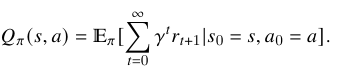 Q_π(s, a) = 𝔼_π[∑_{t=0}^{∞} γ^t r_{t+1}|s_0 = s, a_0 = a].